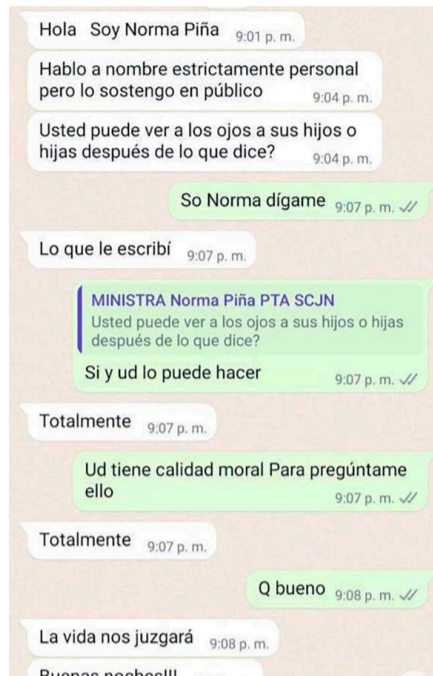 Hola Soy Norma Piña 9:01 p. m.
Hablo a nombre estrictamente personal
pero lo sostengo en público 9:04 p. m.
Usted puede ver a los ojos a sus hijos o
hijas después de lo que dice? 9:04 p. m.
So Norma dígame 9:07 p. m.
Lo que le escribí 9:07 p. m.
MINISTRA Norma Piña PTA SCJN
Usted puede ver a los ojos a sus hijos o hijas
después de lo que dice?
Si y ud lo puede hacer 9:07 p. m.
Totalmente 9:07 p. m.
Ud tiene calidad moral Para pregúntame
ello 9:07 p. m.
Totalmente 9:07 p. m.
Q bueno 9:08 p. m.
La vida nos juzgará 9:08 p. m.
Buenas noches!!!